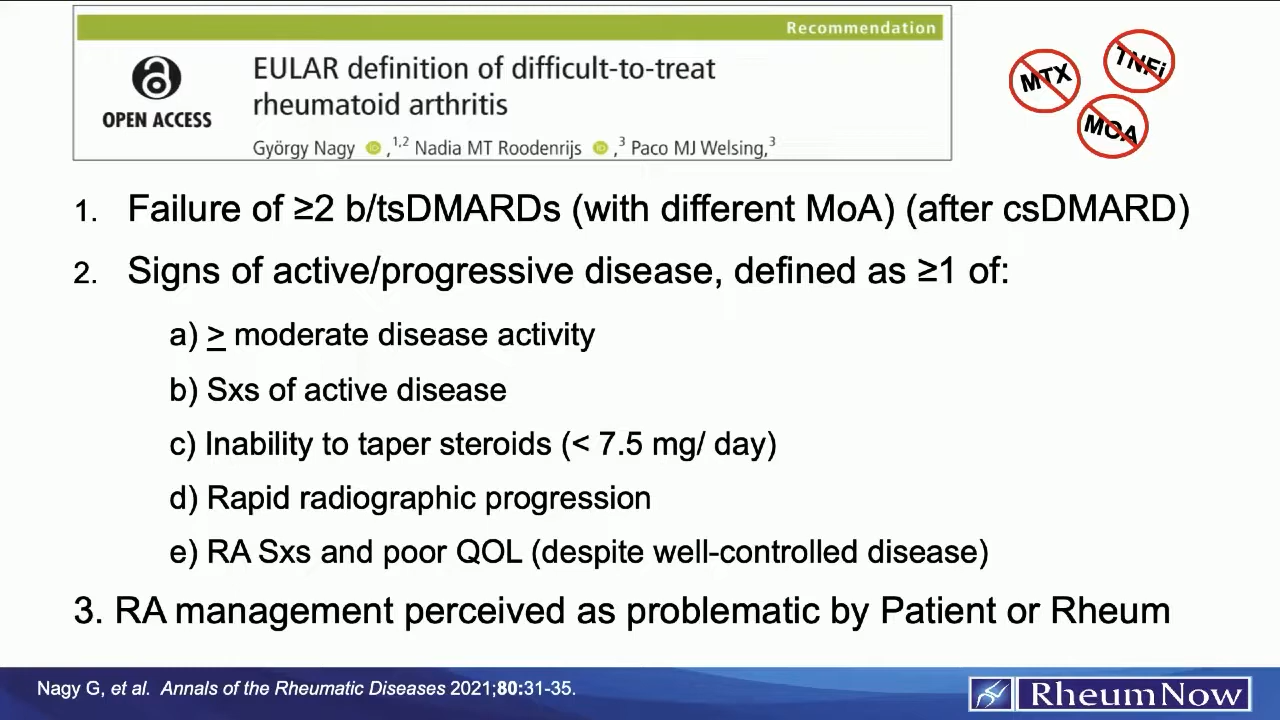 Recommendation
OPEN ACCESS
EULAR definition of difficult-to-treat
rheumatoid arthritis
György Nagy ,1,2 Nadia MT Roodenrijs ,3 Paco MJ Welsing,3
MTX
TNFi
MOA
1. Failure of ≥2 b/tsDMARDs (with different MoA) (after csDMARD)
2. Signs of active/progressive disease, defined as ≥1 of:
a) > moderate disease activity
b) Sxs of active disease
c) Inability to taper steroids (< 7.5 mg/ day)
d) Rapid radiographic progression
e) RA Sxs and poor QOL (despite well-controlled disease)
3. RA management perceived as problematic by Patient or Rheum
Nagy G, et al. Annals of the Rheumatic Diseases 2021;80:31-35.
RheumNow